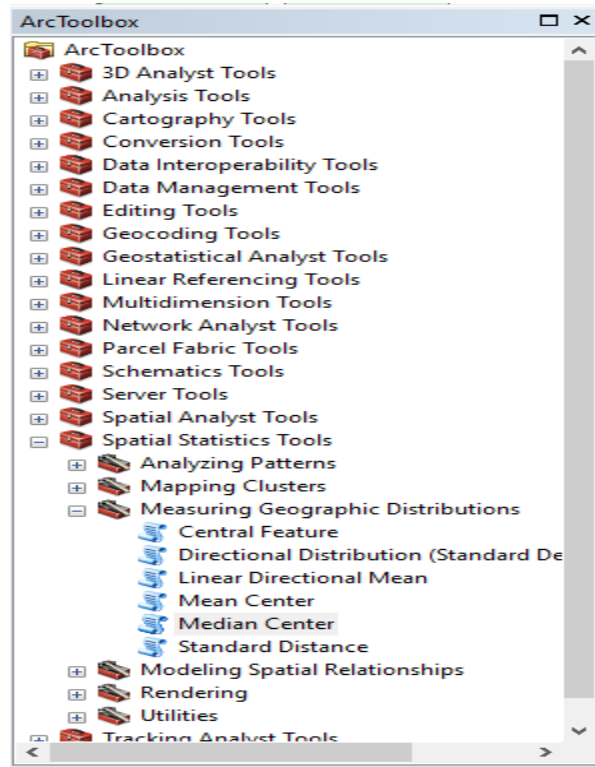 ArcToolbox
ArcToolbox
3D Analyst Tools
Analysis Tools
Cartography Tools
Conversion Tools
Data Interoperability Tools
Data Management Tools
Editing Tools
Geocoding Tools
Geostatistical Analyst Tools
Linear Referencing Tools
Multidimension Tools
Network Analyst Tools
Parcel Fabric Tools
Schematics Tools
Server Tools
Spatial Analyst Tools
Spatial Statistics Tools
Analyzing Patterns
Mapping Clusters
Measuring Geographic Distributions
Central Feature
Directional Distribution (Standard De
Linear Directional Mean
Mean Center
Median Center
Standard Distance
Modeling Spatial Relationships
Rendering
Utilities
Tracking Analyst Tools